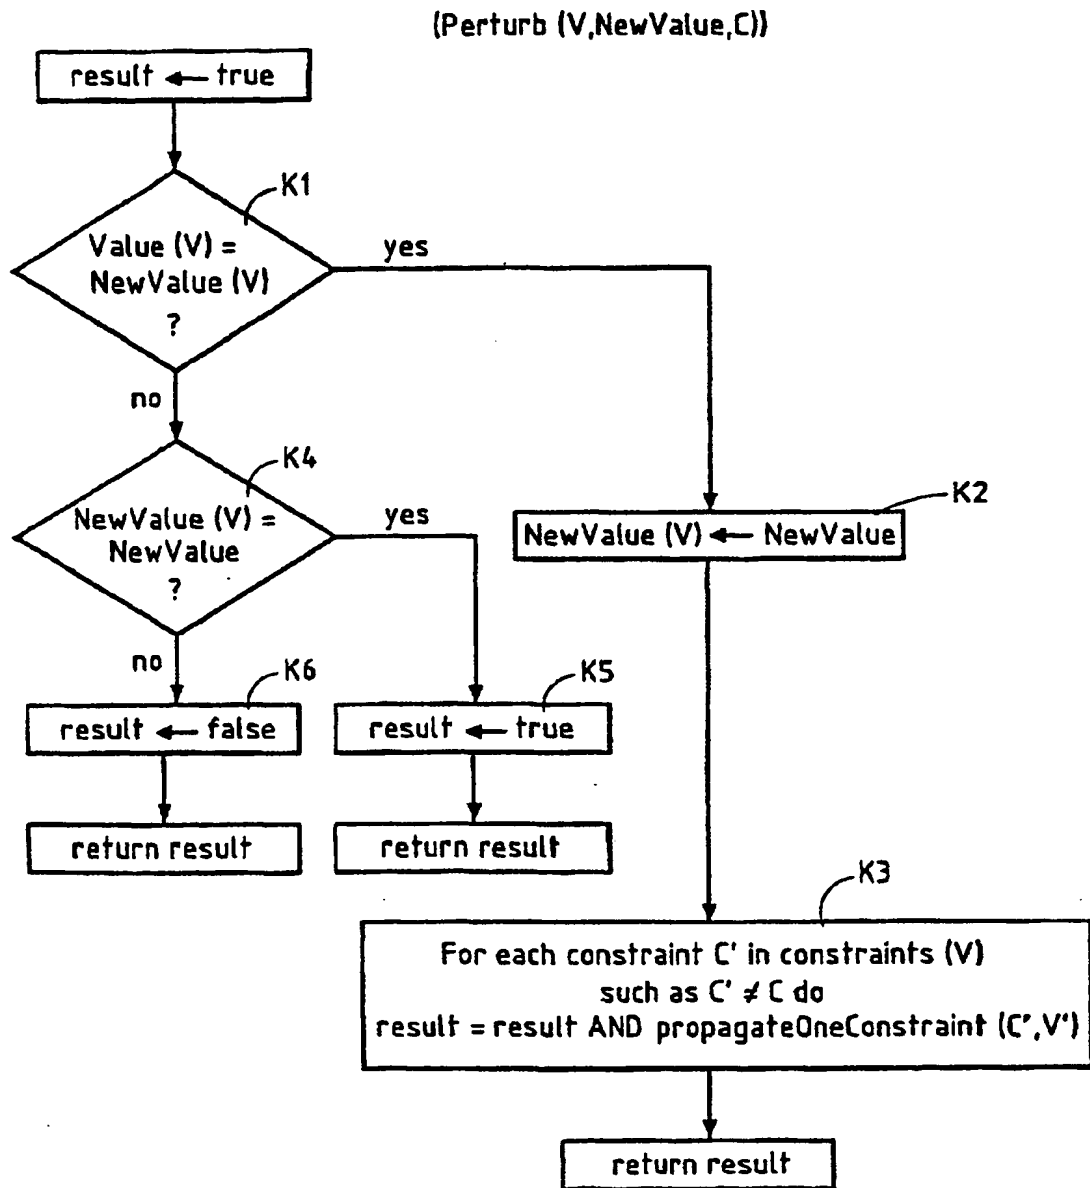 (Perturb (V,NewValue,C))
result ← true
K1
Value (V) =
NewValue (V)
?
yes
no
K4
NewValue (V) =
NewValue
?
yes
no
K2
NewValue (V) ← NewValue
K6
result ← false
K5
result ← true
return result
return result
K3
For each constraint C' in constraints (V)
such as C' ≠ C do
result = result AND propagateOneConstraint (C',V')
return result